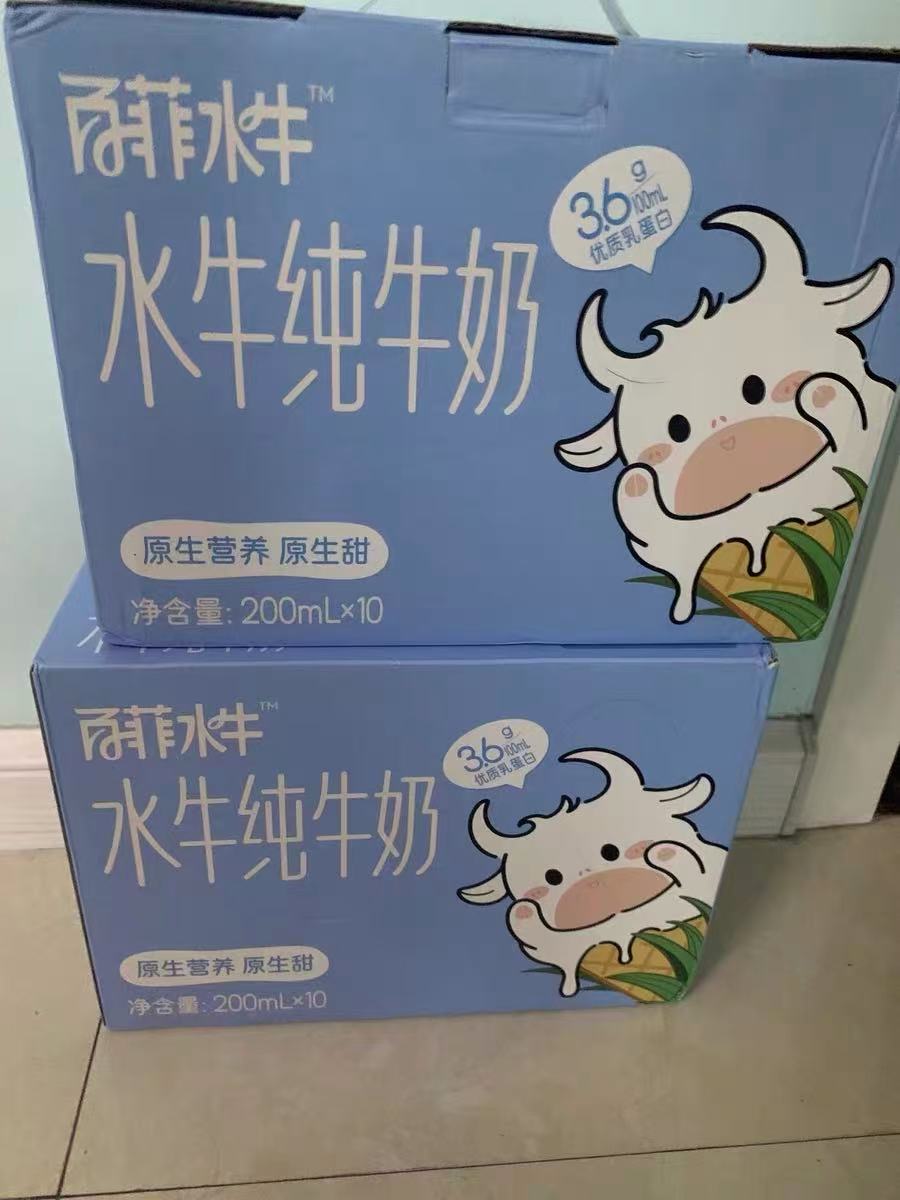 百菲水牛™
水牛纯牛奶
3.6g
100mL
优质乳蛋白
原生营养 原生甜
净含量: 200mL×10
百菲水牛™
水牛纯牛奶
3.6g
100mL
优质乳蛋白
原生营养 原生甜
净含量: 200mL×10